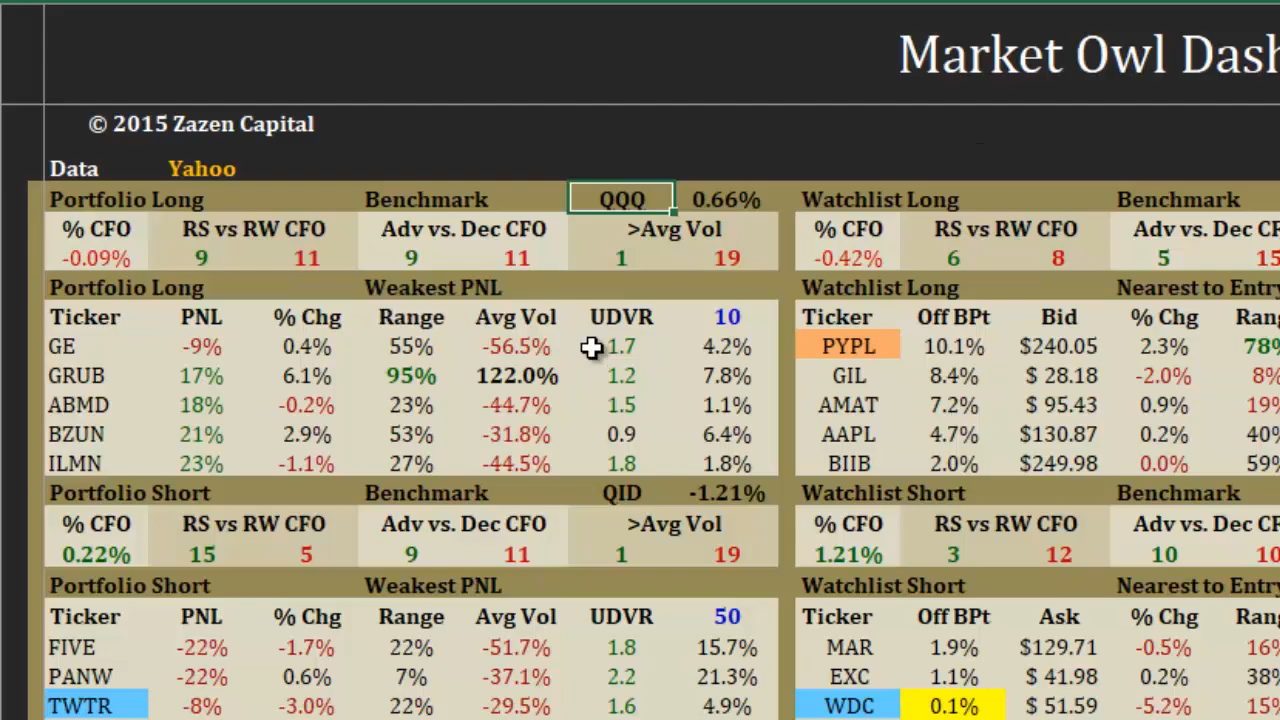 Market Owl Dash
© 2015 Zazen Capital
Data Yahoo
Portfolio Long Benchmark QQQ 0.66% Watchlist Long Benchmark
% CFO RS vs RW CFO Adv vs. Dec CFO >Avg Vol % CFO RS vs RW CFO Adv vs. Dec CF
-0.09% 9 11 9 11 1 19 -0.42% 6 8 5 15
Portfolio Long Weakest PNL Watchlist Long Nearest to Entry
Ticker PNL % Chg Range Avg Vol UDVR 10 Ticker Off BPt Bid % Chg Rang
GE -9% 0.4% 55% -56.5% 1.7 4.2% PYPL 10.1% $240.05 2.3% 78%
GRUB 17% 6.1% 95% 122.0% 1.2 7.8% GIL 8.4% $ 28.18 -2.0% 8%
ABMD 18% -0.2% 23% -44.7% 1.5 1.1% AMAT 7.2% $ 95.43 0.9% 19%
BZUN 21% 2.9% 53% -31.8% 0.9 6.4% AAPL 4.7% $130.87 0.2% 40%
ILMN 23% -1.1% 27% -44.5% 1.8 1.8% BIIB 2.0% $249.98 0.0% 59%
Portfolio Short Benchmark QID -1.21% Watchlist Short Benchmark
% CFO RS vs RW CFO Adv vs. Dec CFO >Avg Vol % CFO RS vs RW CFO Adv vs. Dec CF
0.22% 15 5 9 11 1 19 1.21% 3 12 10 10
Portfolio Short Weakest PNL Watchlist Short Nearest to Entry
Ticker PNL % Chg Range Avg Vol UDVR 50 Ticker Off BPt Ask % Chg Rang
FIVE -22% -1.7% 22% -51.7% 1.8 15.7% MAR 1.9% $129.71 -0.5% 16%
PANW -22% 0.6% 7% -37.1% 2.2 21.3% EXC 1.1% $ 41.98 0.2% 38%
TWTR -8% -3.0% 22% -29.5% 1.6 4.9% WDC 0.1% $ 51.59 -5.2% 15%